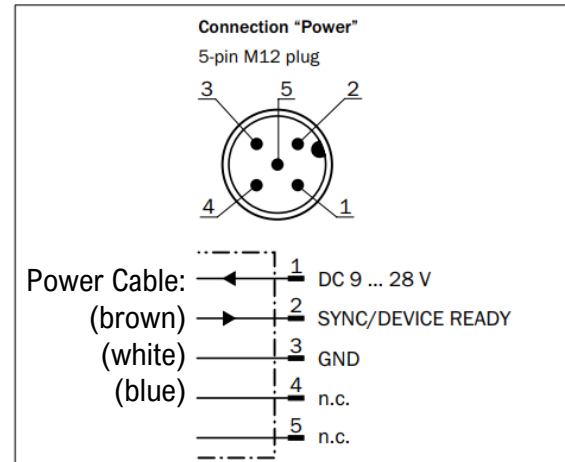 Connection "Power"
5-pin M12 plug
3 5 2
4 1
Power Cable:
1 DC 9 ... 28 V
(brown)
2 SYNC/DEVICE READY
(white)
3 GND
(blue)
4 n.c.
5 n.c.